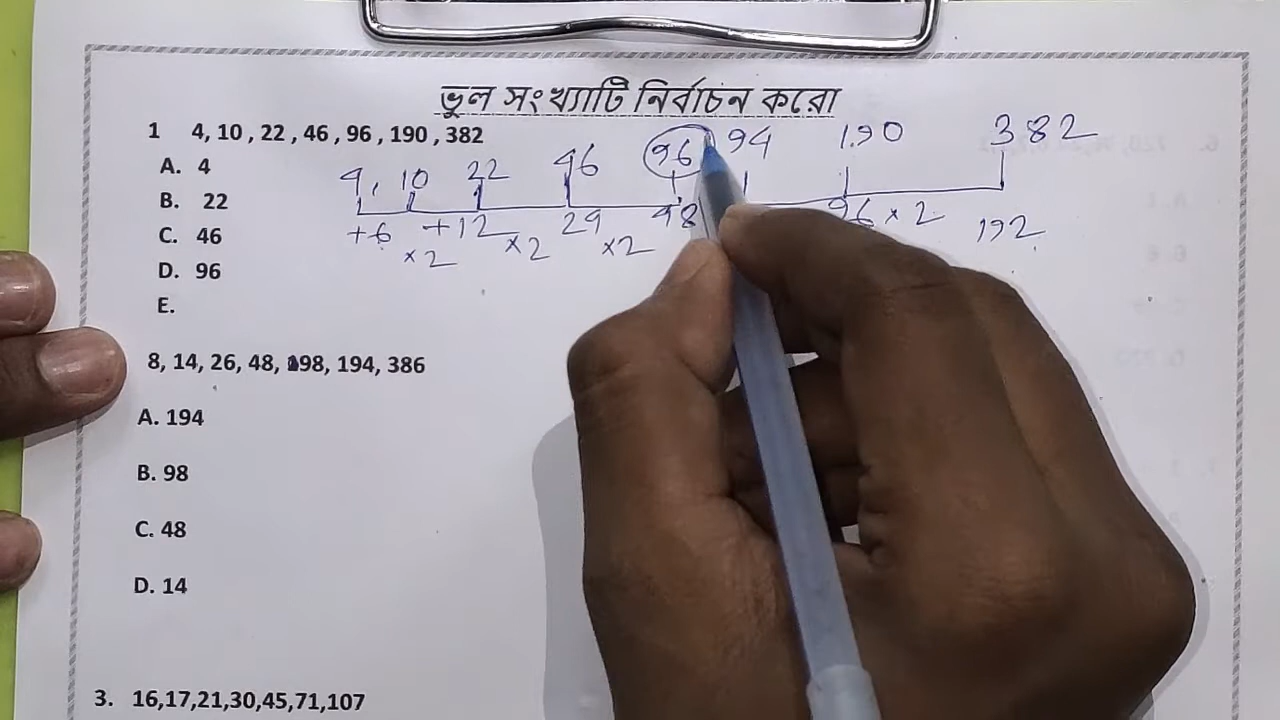 ভুল সংখ্যাটি নির্বাচন করো
1 4, 10 , 22 , 46 , 96 , 190 , 382
4, 10 22 46 96 94 190 382
A. 4
B. 22
+6 +12 24 48 96 × 2 192
C. 46
×2 ×2 ×2
D. 96
E.
8, 14, 26, 48, 98, 194, 386
A. 194
B. 98
C. 48
D. 14
3. 16,17,21,30,45,71,107